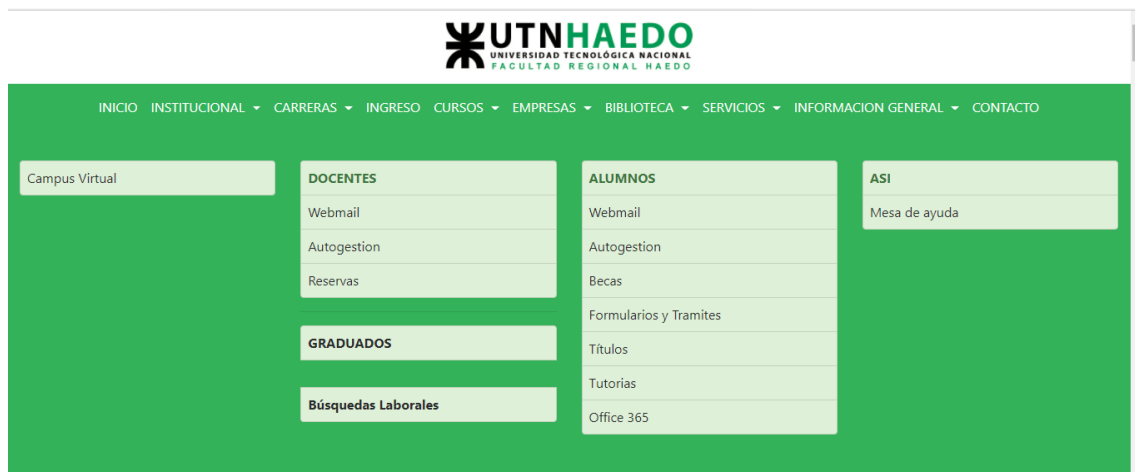 UTNHAEDO
UNIVERSIDAD TECNOLÓGICA NACIONAL
FACULTAD REGIONAL HAEDO
INICIO INSTITUCIONAL CARRERAS INGRESO CURSOS EMPRESAS BIBLIOTECA SERVICIOS INFORMACION GENERAL CONTACTO
Campus Virtual
DOCENTES
Webmail
Autogestion
Reservas
GRADUADOS
Búsquedas Laborales
ALUMNOS
Webmail
Autogestion
Becas
Formularios y Tramites
Títulos
Tutorias
Office 365
ASI
Mesa de ayuda